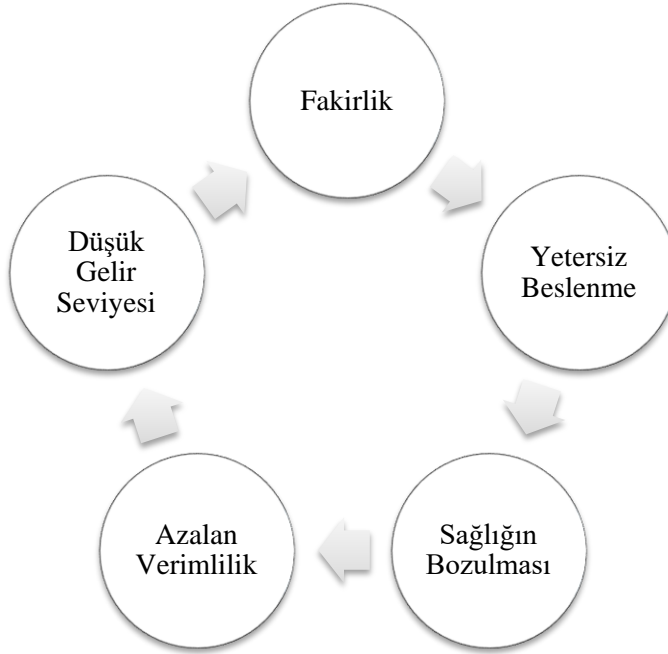 Fakirlik
Yetersiz
Beslenme
Sağlığın
Bozulması
Azalan
Verimlilik
Düşük
Gelir
Seviyesi